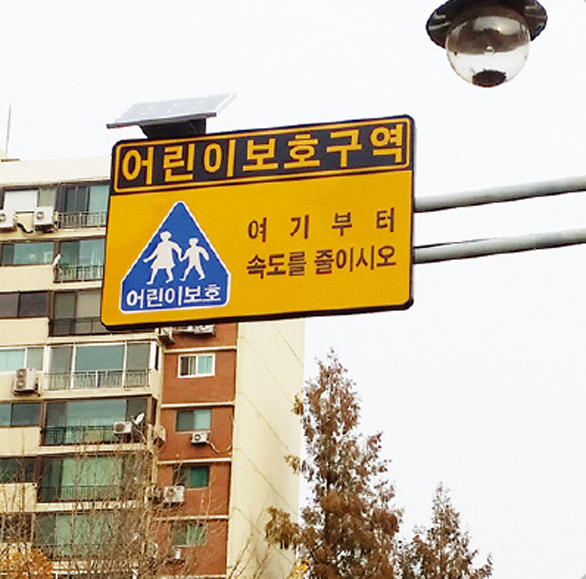 어린이보호구역
여기부터
속도를 줄이시오
어린이보호